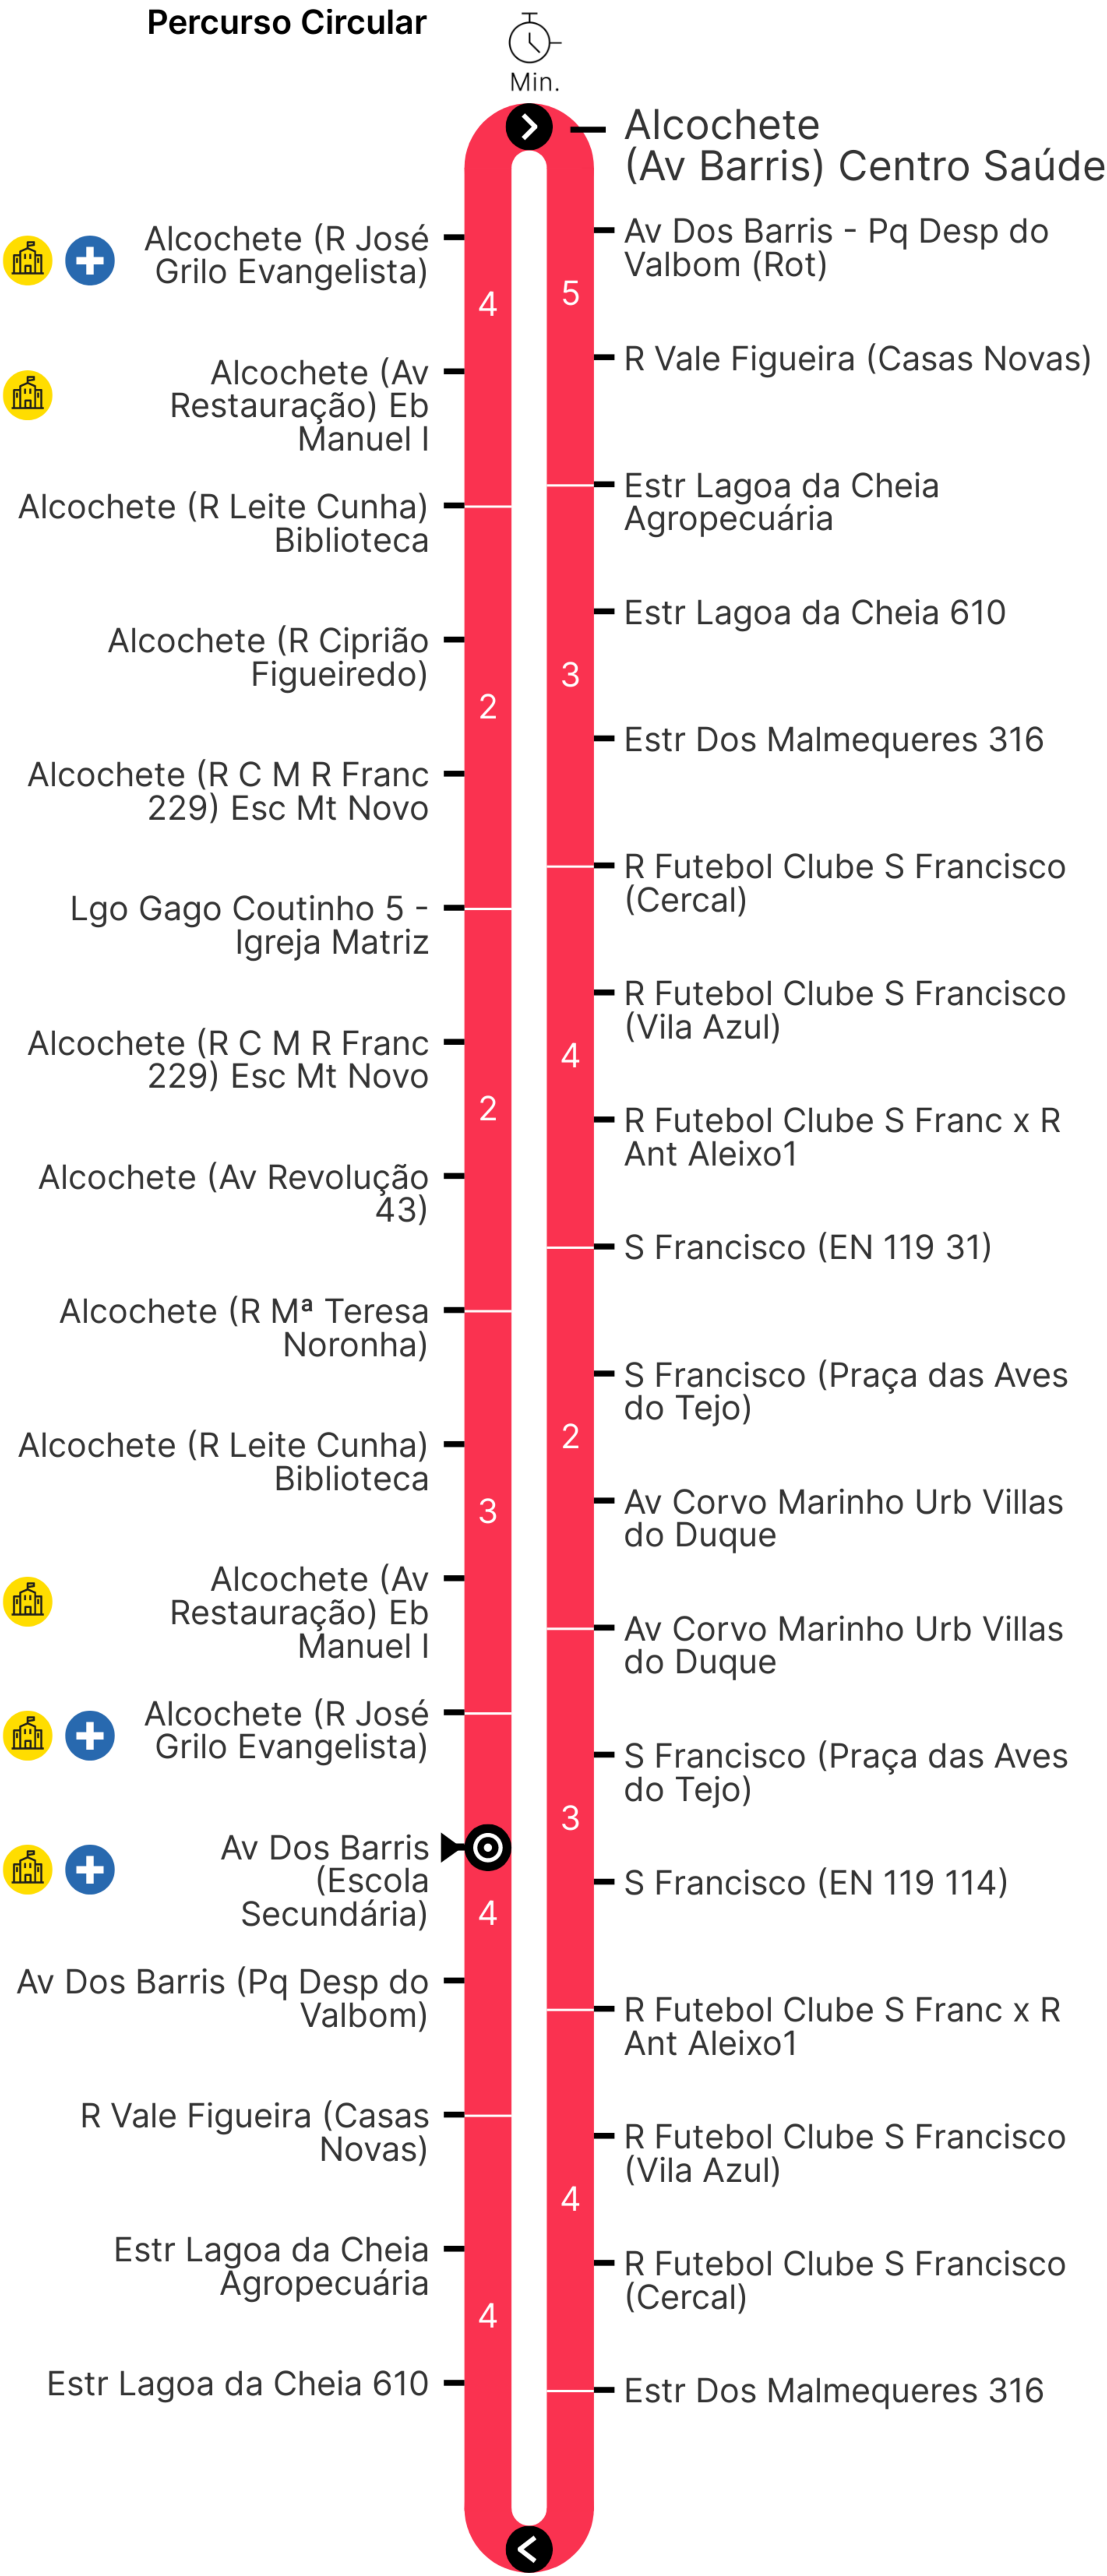 Percurso Circular
Min.
Alcochete
(Av Barris) Centro Saúde
Av Dos Barris - Pq Desp do
Valbom (Rot)
5
R Vale Figueira (Casas Novas)
Estr Lagoa da Cheia
Agropecuária
Estr Lagoa da Cheia 610
3
Estr Dos Malmequeres 316
R Futebol Clube S Francisco
(Cercal)
R Futebol Clube S Francisco
(Vila Azul)
4
R Futebol Clube S Franc x R
Ant Aleixo1
S Francisco (EN 119 31)
S Francisco (Praça das Aves
do Tejo)
2
Av Corvo Marinho Urb Villas
do Duque
Av Corvo Marinho Urb Villas
do Duque
S Francisco (Praça das Aves
do Tejo)
3
S Francisco (EN 119 114)
R Futebol Clube S Franc x R
Ant Aleixo1
R Futebol Clube S Francisco
(Vila Azul)
4
R Futebol Clube S Francisco
(Cercal)
Estr Dos Malmequeres 316
Alcochete (R José
Grilo Evangelista)
4
Alcochete (Av
Restauração) Eb
Manuel I
Alcochete (R Leite Cunha)
Biblioteca
Alcochete (R Ciprião
Figueiredo)
2
Alcochete (R C M R Franc
229) Esc Mt Novo
Lgo Gago Coutinho 5 -
Igreja Matriz
Alcochete (R C M R Franc
229) Esc Mt Novo
2
Alcochete (Av Revolução
43)
Alcochete (R Mª Teresa
Noronha)
Alcochete (R Leite Cunha)
Biblioteca
3
Alcochete (Av
Restauração) Eb
Manuel I
Alcochete (R José
Grilo Evangelista)
Av Dos Barris
(Escola
Secundária)
4
Av Dos Barris (Pq Desp do
Valbom)
R Vale Figueira (Casas
Novas)
Estr Lagoa da Cheia
Agropecuária
4
Estr Lagoa da Cheia 610